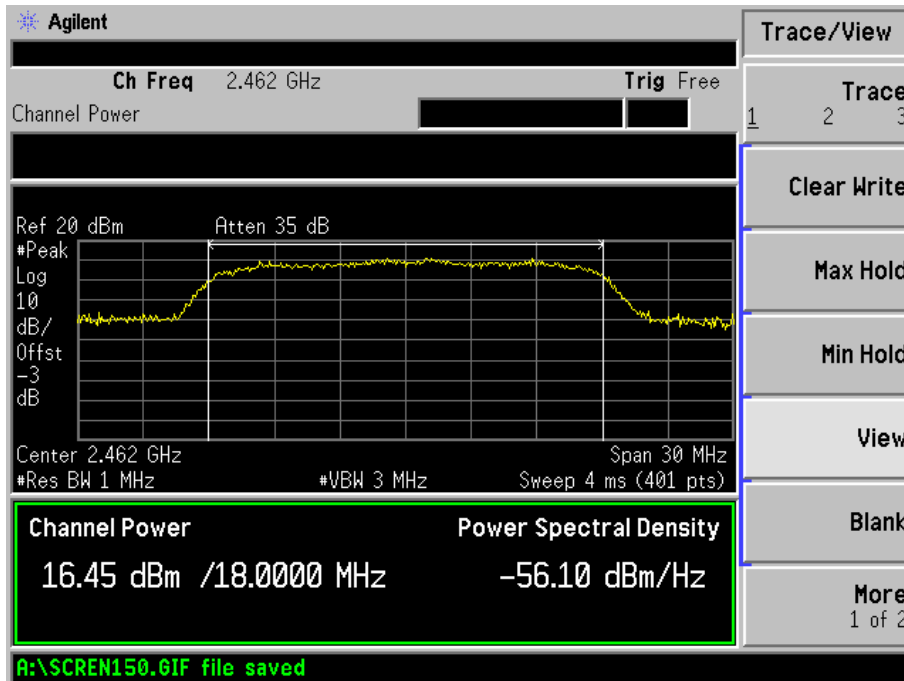 Agilent
Trace/View
Ch Freq 2.462 GHz Trig Free
Channel Power
Trace
1 2 3
Clear Write
Max Hold
Min Hold
View
Blank
More
1 of 2
Ref 20 dBm Atten 35 dB
#Peak
Log
10
dB/
Offst
-3
dB
Center 2.462 GHz Span 30 MHz
#Res BW 1 MHz #VBW 3 MHz Sweep 4 ms (401 pts)
Channel Power Power Spectral Density
16.45 dBm /18.0000 MHz -56.10 dBm/Hz
A:\SCREN150.GIF file saved